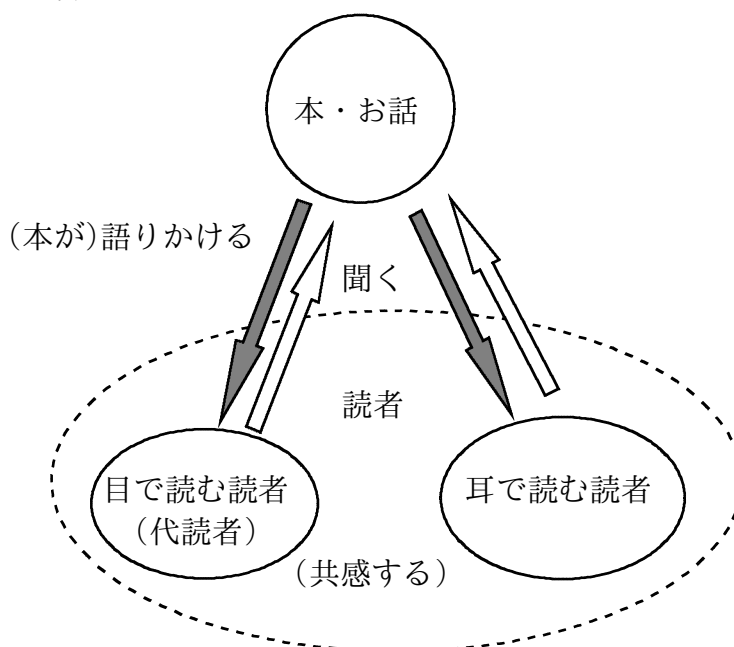 本・お話
(本が)語りかける
聞く
読者
目で読む読者
(代読者)
耳で読む読者
(共感する)